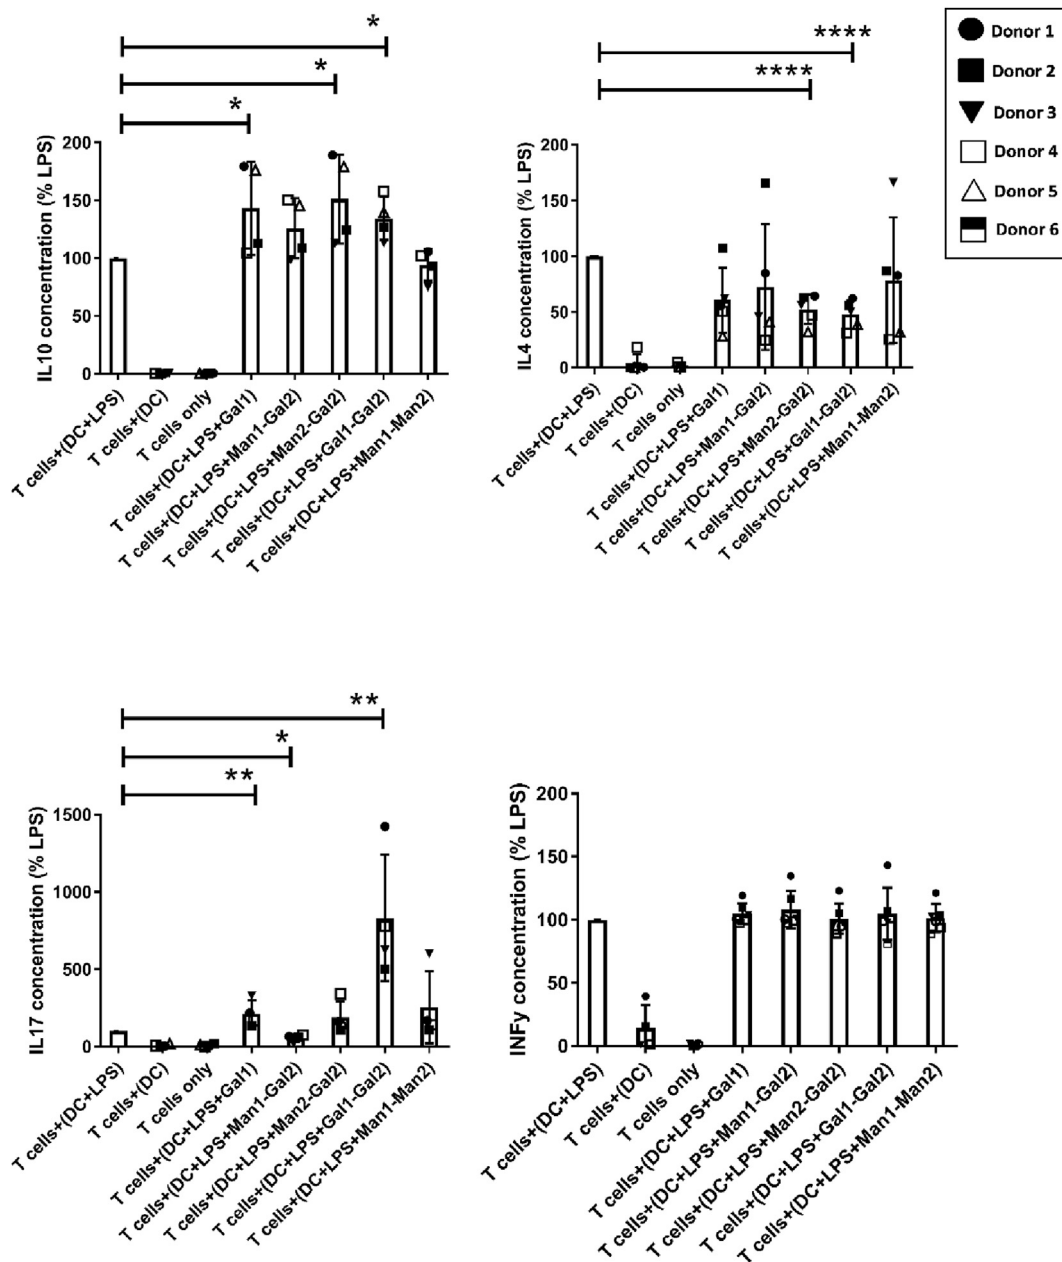 *
*
*
IL10 concentration (% LPS)
200
150
100
50
0
T cells+(DC+LPS)
T cells+(DC)
T cells only
T cells+(DC+LPS+Gal1)
T cells+(DC+LPS+Man1-Gal2)
T cells+(DC+LPS+Man2-Gal2)
T cells+(DC+LPS+Gal1-Gal2)
T cells+(DC+LPS+Man1-Man2)
****
****
IL4 concentration (% LPS)
200
150
100
50
0
T cells+(DC+LPS)
T cells+(DC)
T cells only
T cells+(DC+LPS+Gal1)
T cells+(DC+LPS+Man1-Gal2)
T cells+(DC+LPS+Man2-Gal2)
T cells+(DC+LPS+Gal1-Gal2)
T cells+(DC+LPS+Man1-Man2)
Donor 1
Donor 2
Donor 3
Donor 4
Donor 5
Donor 6
**
*
**
IL17 concentration (% LPS)
1500
1000
500
0
T cells+(DC+LPS)
T cells+(DC)
T cells only
T cells+(DC+LPS+Gal1)
T cells+(DC+LPS+Man1-Gal2)
T cells+(DC+LPS+Man2-Gal2)
T cells+(DC+LPS+Gal1-Gal2)
T cells+(DC+LPS+Man1-Man2)
INFy concentration (% LPS)
200
150
100
50
0
T cells+(DC+LPS)
T cells+(DC)
T cells only
T cells+(DC+LPS+Gal1)
T cells+(DC+LPS+Man1-Gal2)
T cells+(DC+LPS+Man2-Gal2)
T cells+(DC+LPS+Gal1-Gal2)
T cells+(DC+LPS+Man1-Man2)